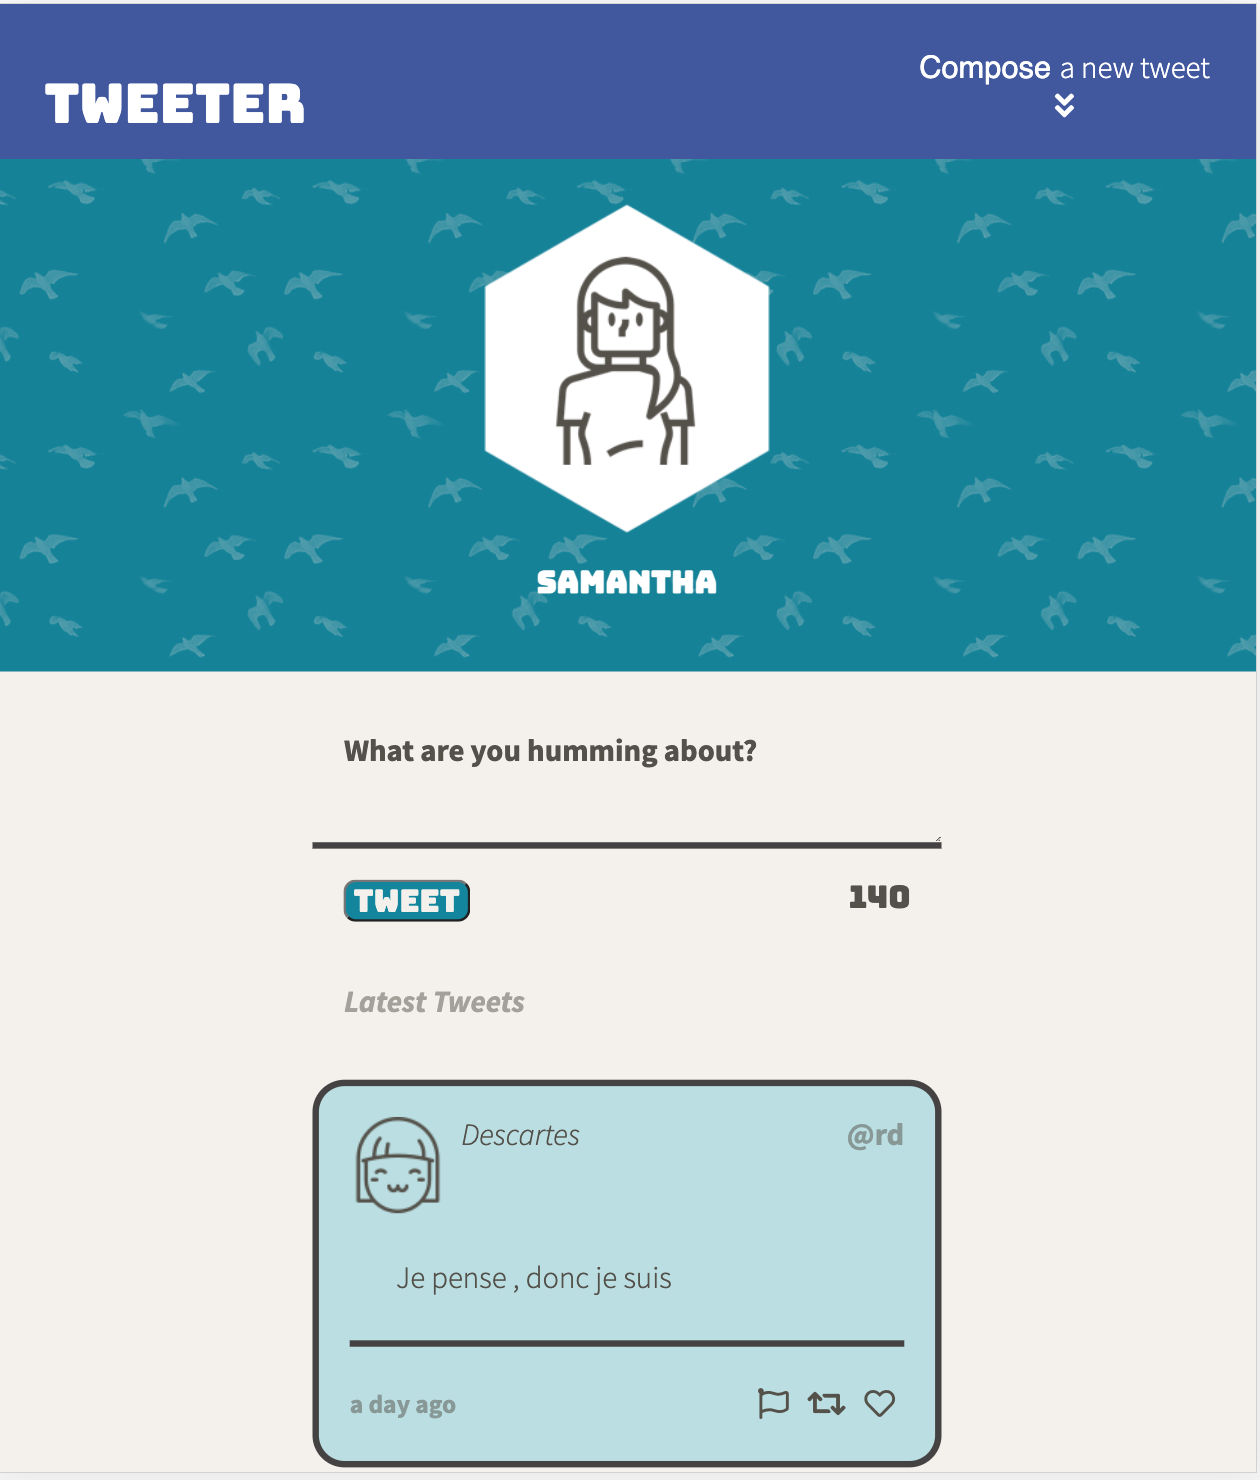 TWEETER
Compose a new tweet
SAMANTHA
What are you humming about?
TWEET
140
Latest Tweets
Descartes
@rd
Je pense , donc je suis
a day ago